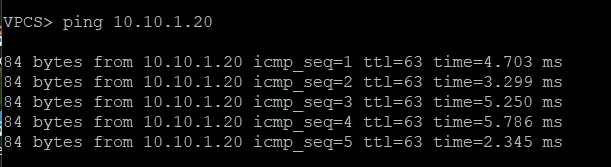 VPCS> ping 10.10.1.20
84 bytes from 10.10.1.20 icmp_seq=1 ttl=63 time=4.703 ms
84 bytes from 10.10.1.20 icmp_seq=2 ttl=63 time=3.299 ms
84 bytes from 10.10.1.20 icmp_seq=3 ttl=63 time=5.250 ms
84 bytes from 10.10.1.20 icmp_seq=4 ttl=63 time=5.786 ms
84 bytes from 10.10.1.20 icmp_seq=5 ttl=63 time=2.345 ms